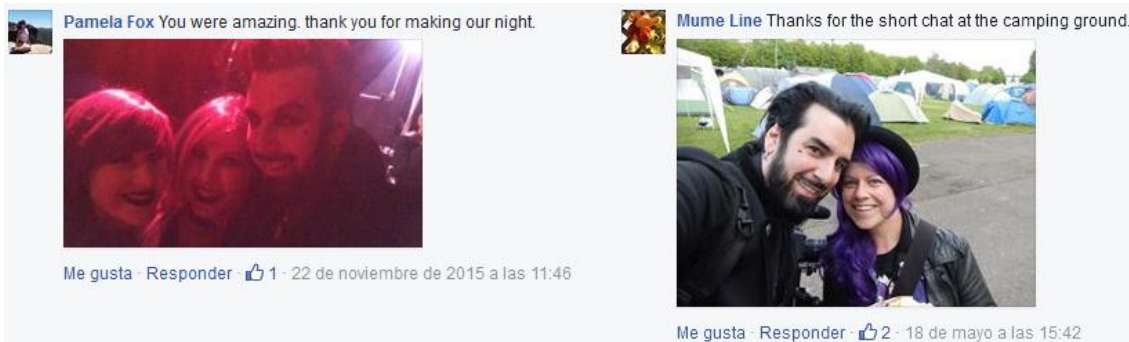 Pamela Fox You were amazing. thank you for making our night.
Me gusta · Responder · 1 · 22 de noviembre de 2015 a las 11:46
Mume Line Thanks for the short chat at the camping ground.
Me gusta · Responder · 2 · 18 de mayo a las 15:42